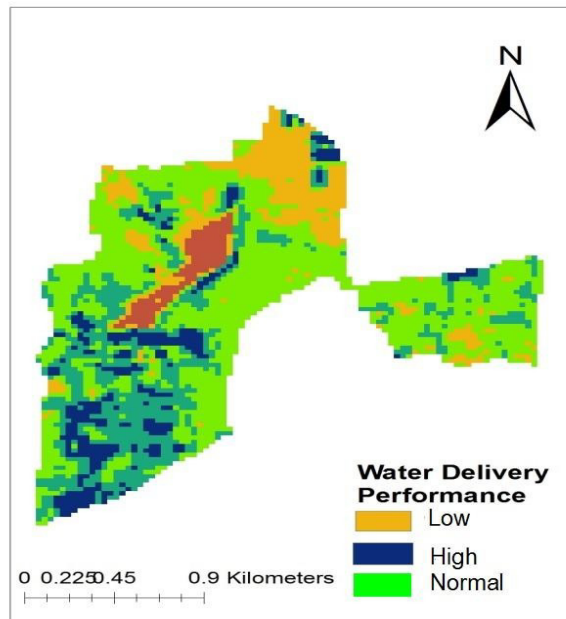 N
Water Delivery
Performance
Low
High
Normal
0 0.2250.45 0.9 Kilometers